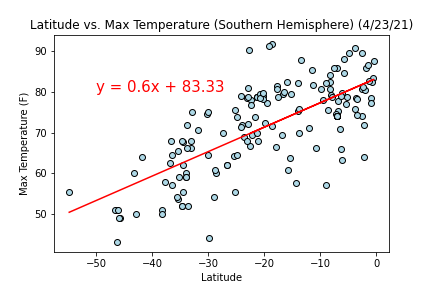 Latitude vs. Max Temperature (Southern Hemisphere) (4/23/21)
90
y = 0.6x + 83.33
80
70
60
50
Max Temperature (F)
−50 −40 −30 −20 −10 0
Latitude